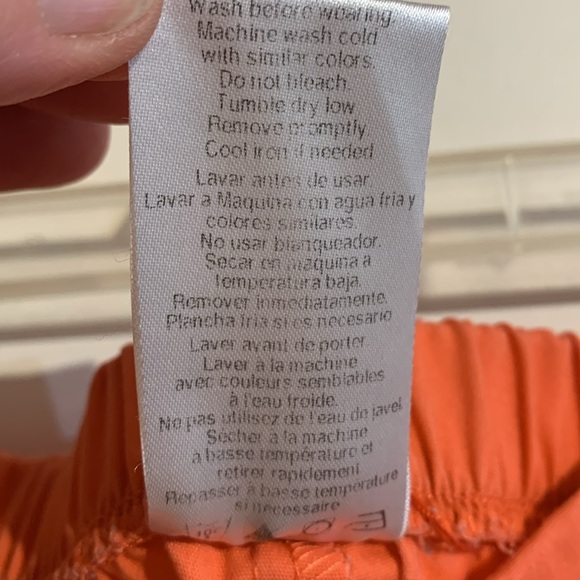 Wash before wearing.
Machine wash cold
with similar colors.
Do not bleach.
Tumble dry low
Remove promptly.
Cool iron if needed
Lavar antes de usar.
Lavar a Maquina con agua fria y
colores similares.
No usar blanqueador.
Secar en maquina a
temperatura baja.
Remover inmediatamente.
Plancha fria si es necesario
Laver avant de porter
Laver à la machine
avec couleurs semblables
à l'eau froide.
Ne pas utilisez de l'eau de javel.
Sècher à la machine
à basse température et
retirer rapidement
Repasser à basse temperature
si necessaire